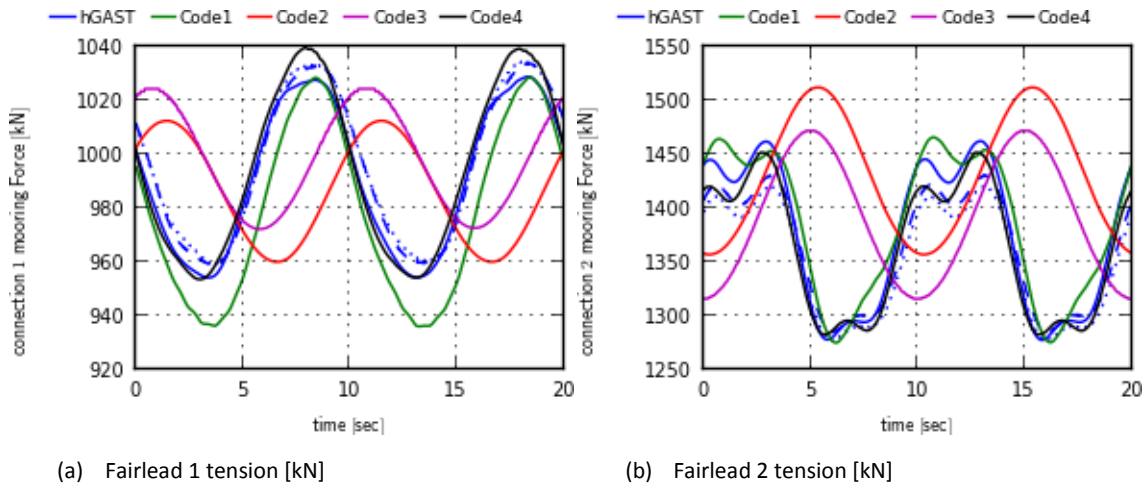 hGAST Code1 Code2 Code3 Code4
1040
1020
1000
980
960
940
920
connection 1 mooring Force [kN]
0 5 10 15 20
time [sec]
(a) Fairlead 1 tension [kN]
hGAST Code1 Code2 Code3 Code4
1550
1500
1450
1400
1350
1300
1250
connection 2 mooring Force [kN]
0 5 10 15 20
time [sec]
(b) Fairlead 2 tension [kN]